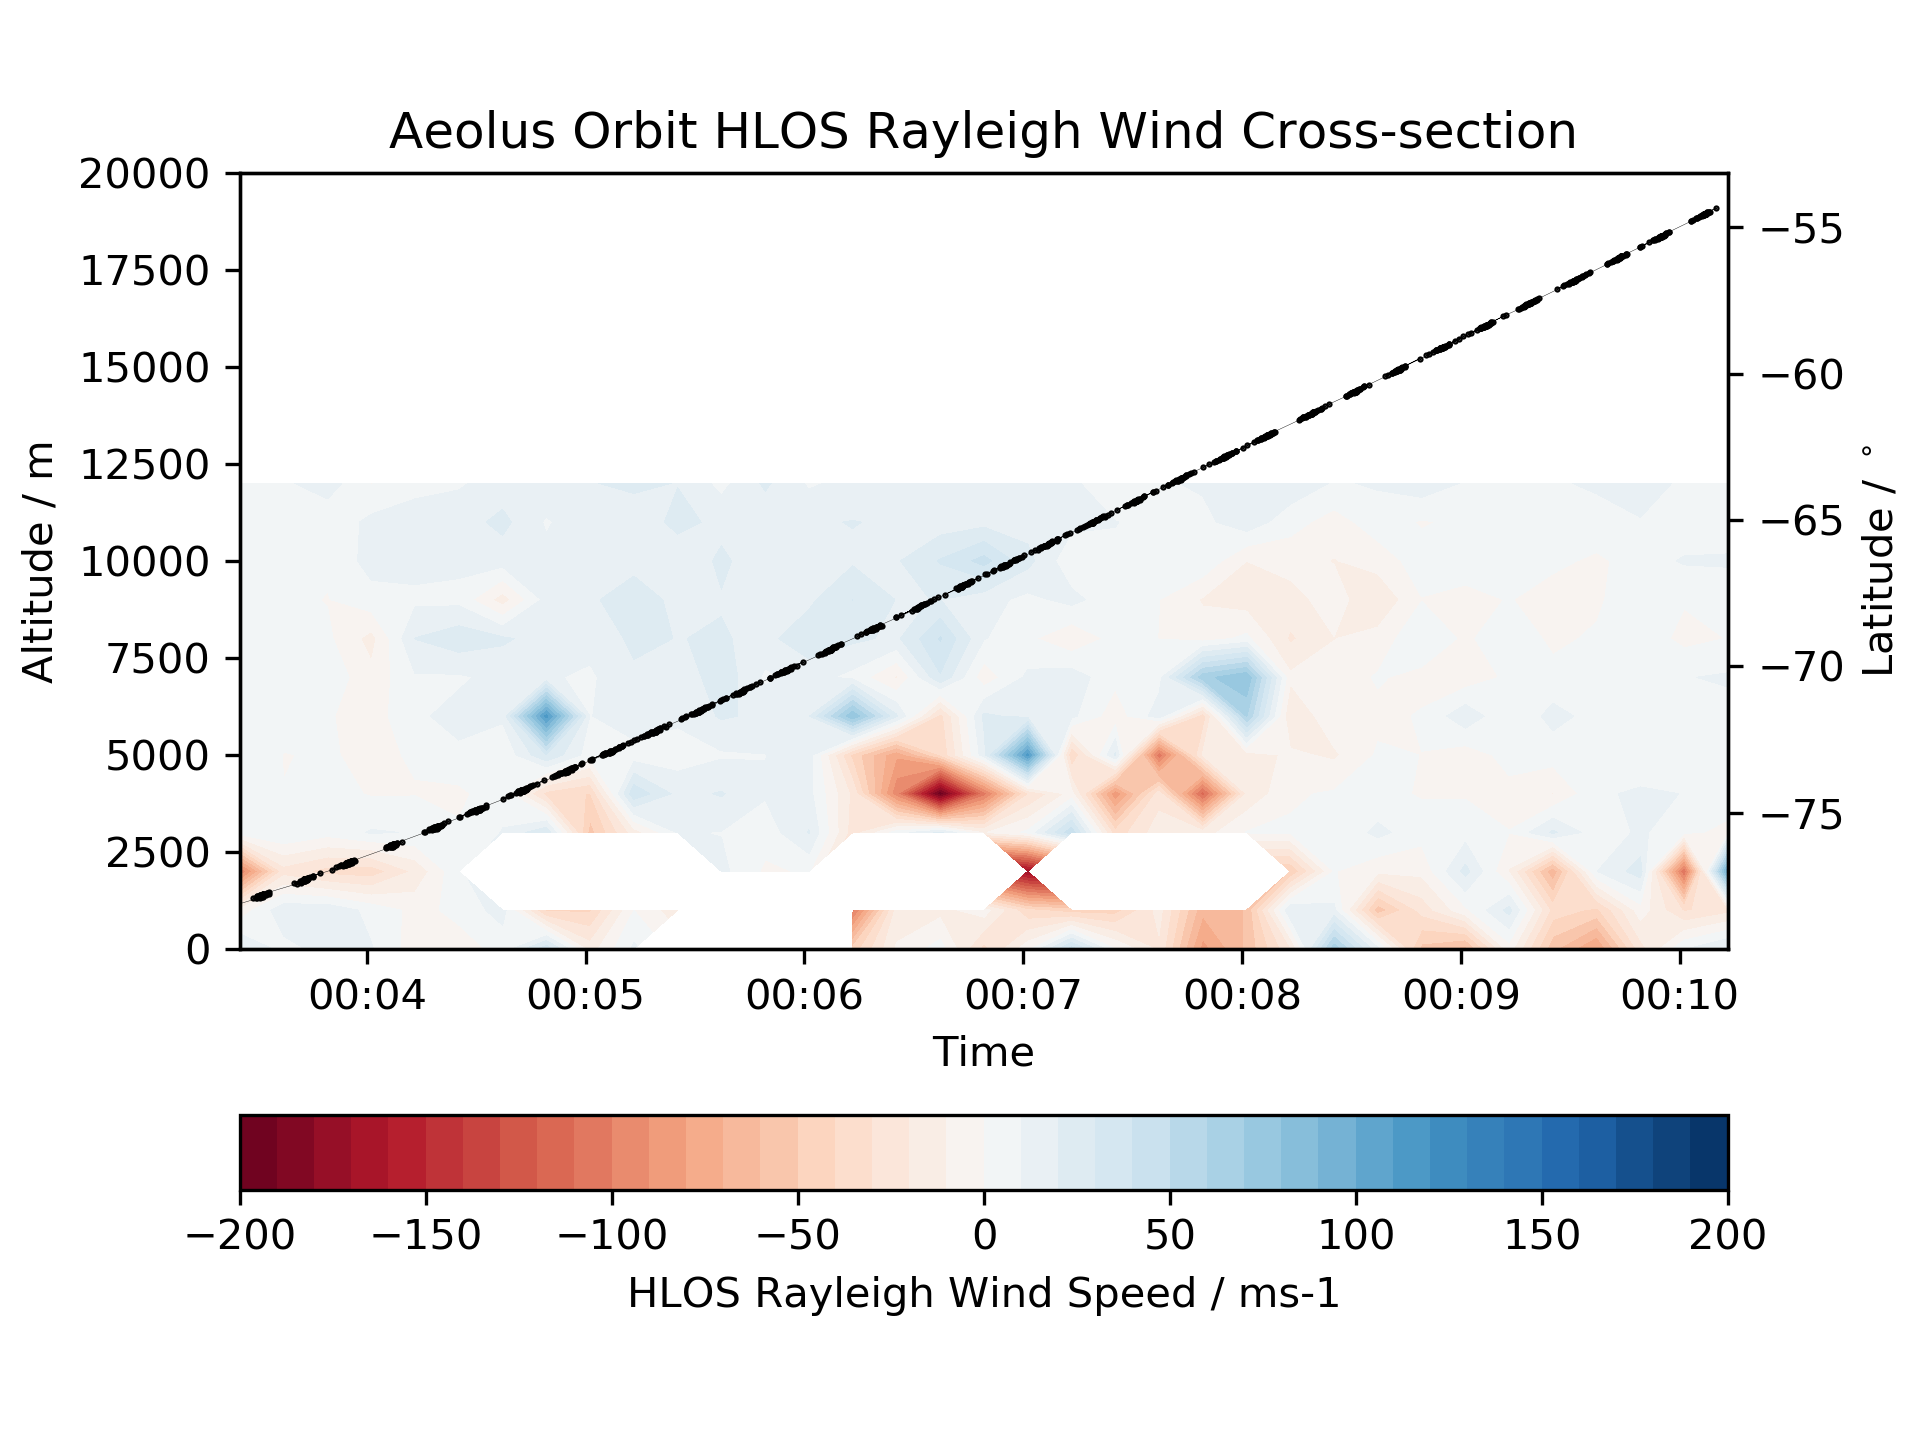 Aeolus Orbit HLOS Rayleigh Wind Cross-section
20000
17500
15000
12500
10000
7500
5000
2500
0
Altitude / m
−55
−60
−65
−70
−75
Latitude / °
00:04 00:05 00:06 00:07 00:08 00:09 00:10
Time
−200 −150 −100 −50 0 50 100 150 200
HLOS Rayleigh Wind Speed / ms-1